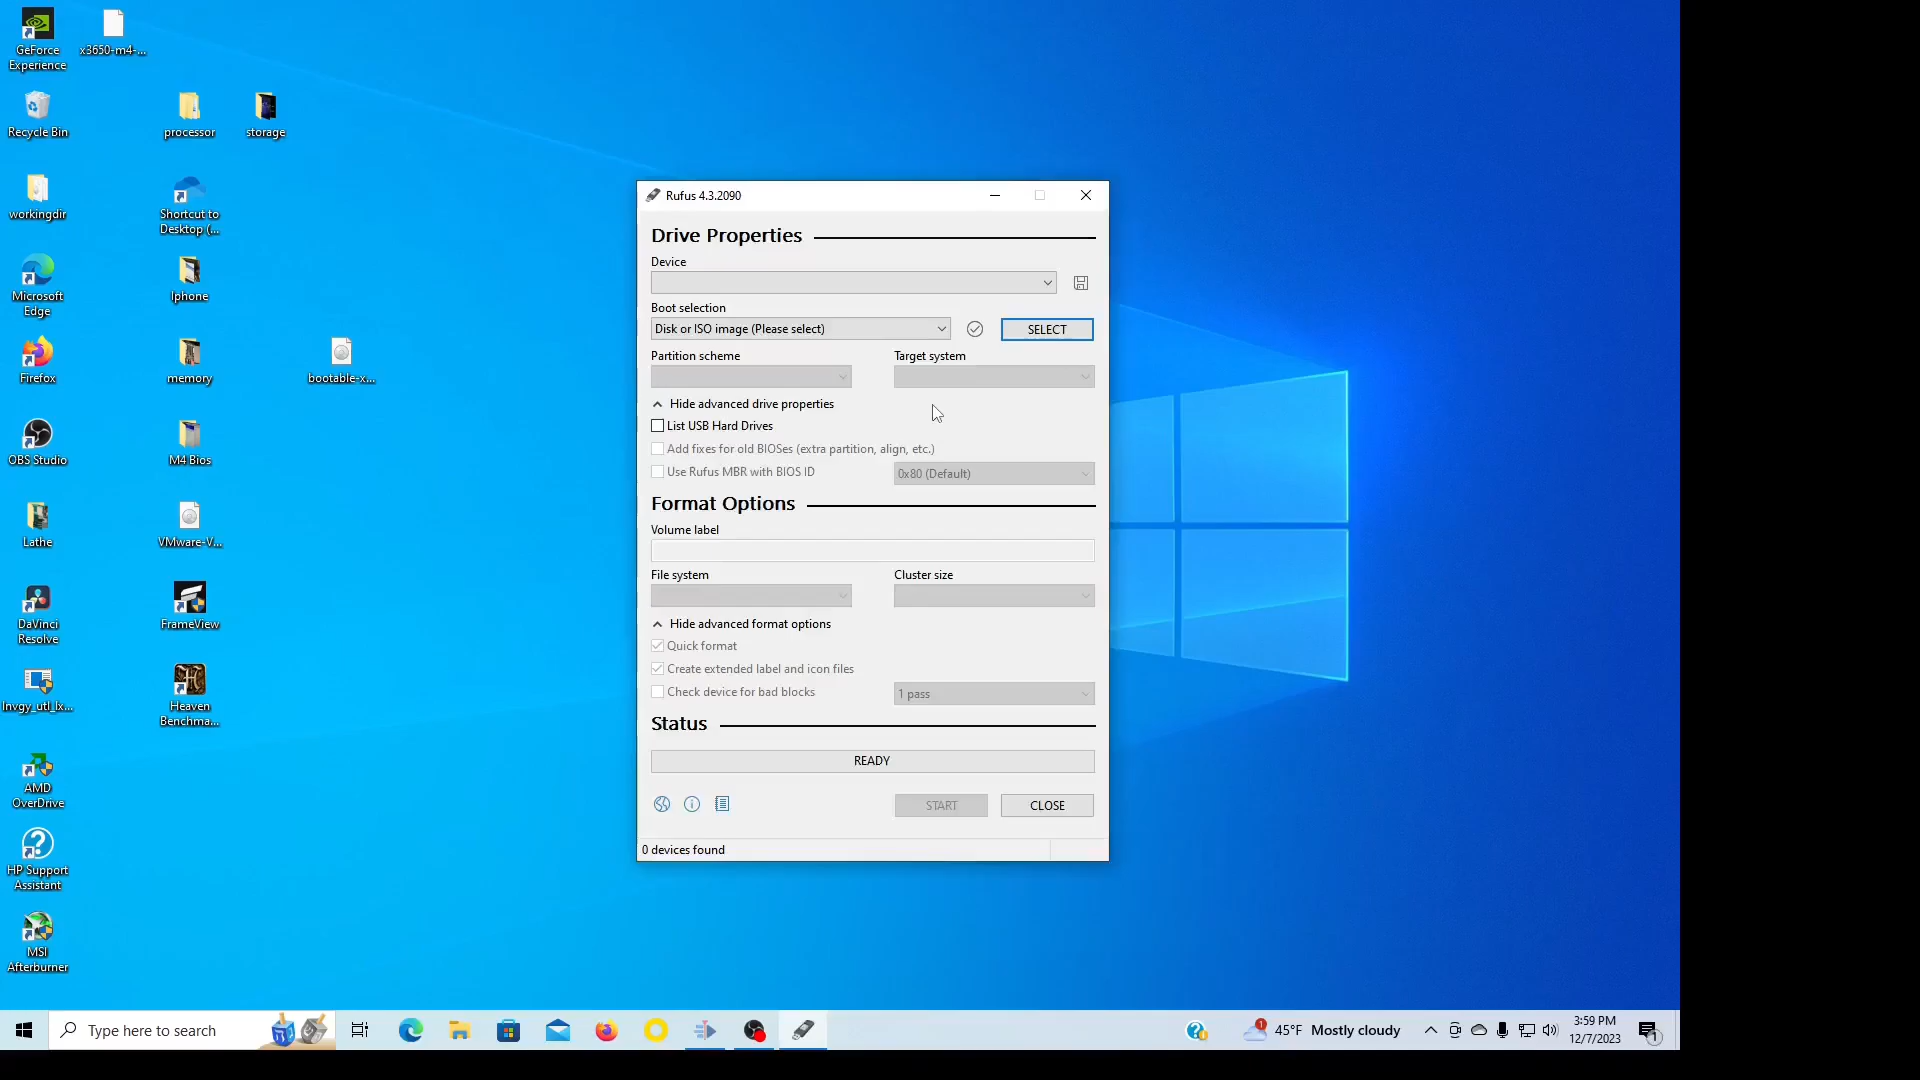 GeForce
Experience
x3650-m4-...
Recycle Bin
processor
storage
workingdir
Shortcut to
Desktop (...
Microsoft
Edge
Iphone
Firefox
memory
bootable-x...
OBS Studio
M4 Bios
Lathe
VMware-V...
DaVinci
Resolve
FrameView
lnvgy_utl_lx...
Heaven
Benchma...
AMD
OverDrive
HP Support
Assistant
MSI
Afterburner
Rufus 4.3.2090
Drive Properties
Device
Boot selection
Disk or ISO image (Please select)
SELECT
Partition scheme
Target system
Hide advanced drive properties
List USB Hard Drives
Add fixes for old BIOSes (extra partition, align, etc.)
Use Rufus MBR with BIOS ID
0x80 (Default)
Format Options
Volume label
File system
Cluster size
Hide advanced format options
Quick format
Create extended label and icon files
Check device for bad blocks
1 pass
Status
READY
START
CLOSE
0 devices found
Type here to search
1
45°F Mostly cloudy
3:59 PM
12/7/2023
1